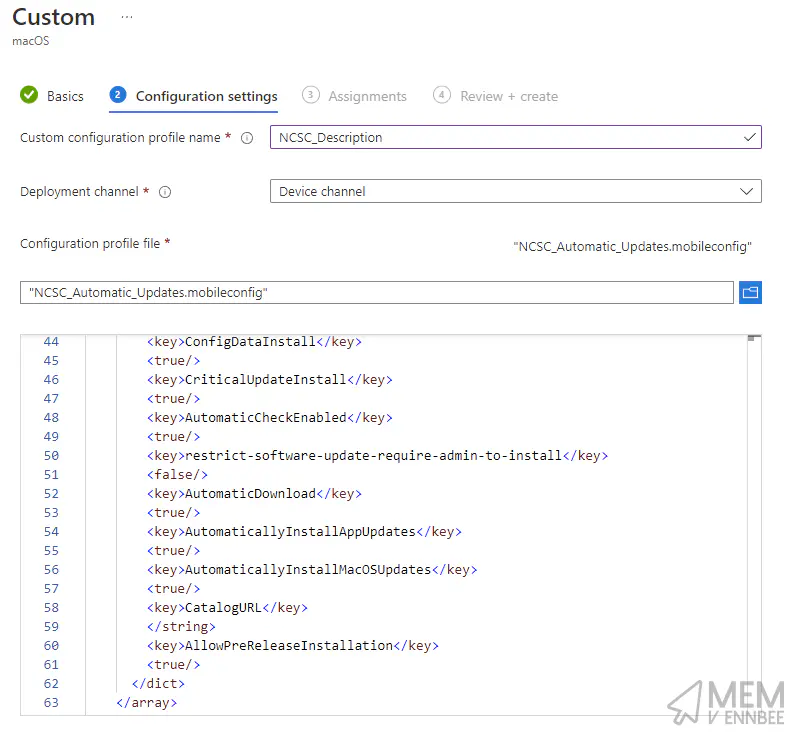 Custom ...
macOS
Basics
2 Configuration settings
3 Assignments
4 Review + create
Custom configuration profile name *
NCSC_Description
Deployment channel *
Device channel
Configuration profile file *
"NCSC_Automatic_Updates.mobileconfig"
"NCSC_Automatic_Updates.mobileconfig"
44 <key>ConfigDataInstall</key>
45 <true/>
46 <key>CriticalUpdateInstall</key>
47 <true/>
48 <key>AutomaticCheckEnabled</key>
49 <true/>
50 <key>restrict-software-update-require-admin-to-install</key>
51 <false/>
52 <key>AutomaticDownload</key>
53 <true/>
54 <key>AutomaticallyInstallAppUpdates</key>
55 <true/>
56 <key>AutomaticallyInstallMacOSUpdates</key>
57 <true/>
58 <key>CatalogURL</key>
59 </string>
60 <key>AllowPreReleaseInstallation</key>
61 <true/>
62 </dict>
63 </array>
MEM
V ENNBEE